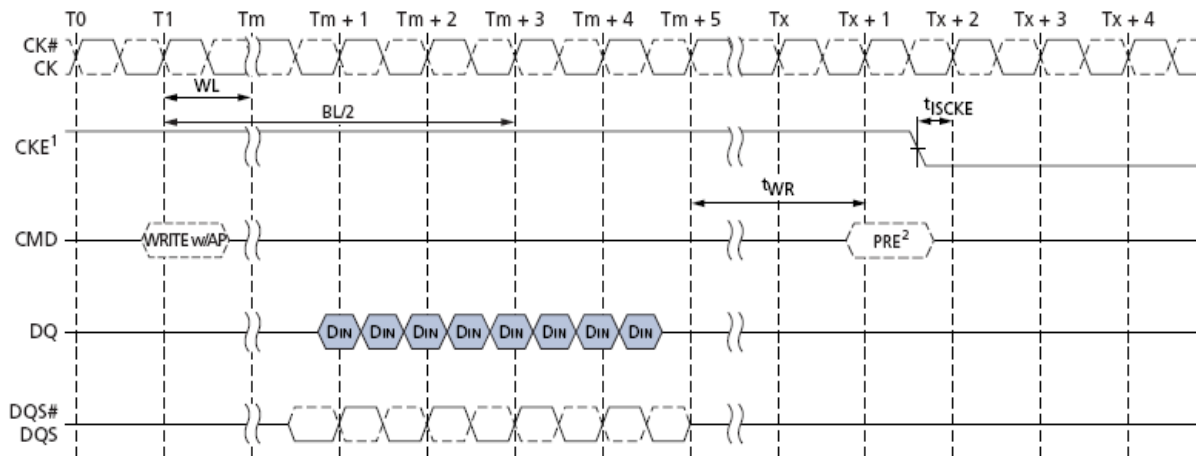 T0 T1 Tm Tm + 1 Tm + 2 Tm + 3 Tm + 4 Tm + 5 Tx Tx + 1 Tx + 2 Tx + 3 Tx + 4
CK#
CK
WL
BL/2
tISCKE
CKE1
tWR
CMD WRITE w/AP PRE2
DQ DIN DIN DIN DIN DIN DIN DIN DIN
DQS#
DQS